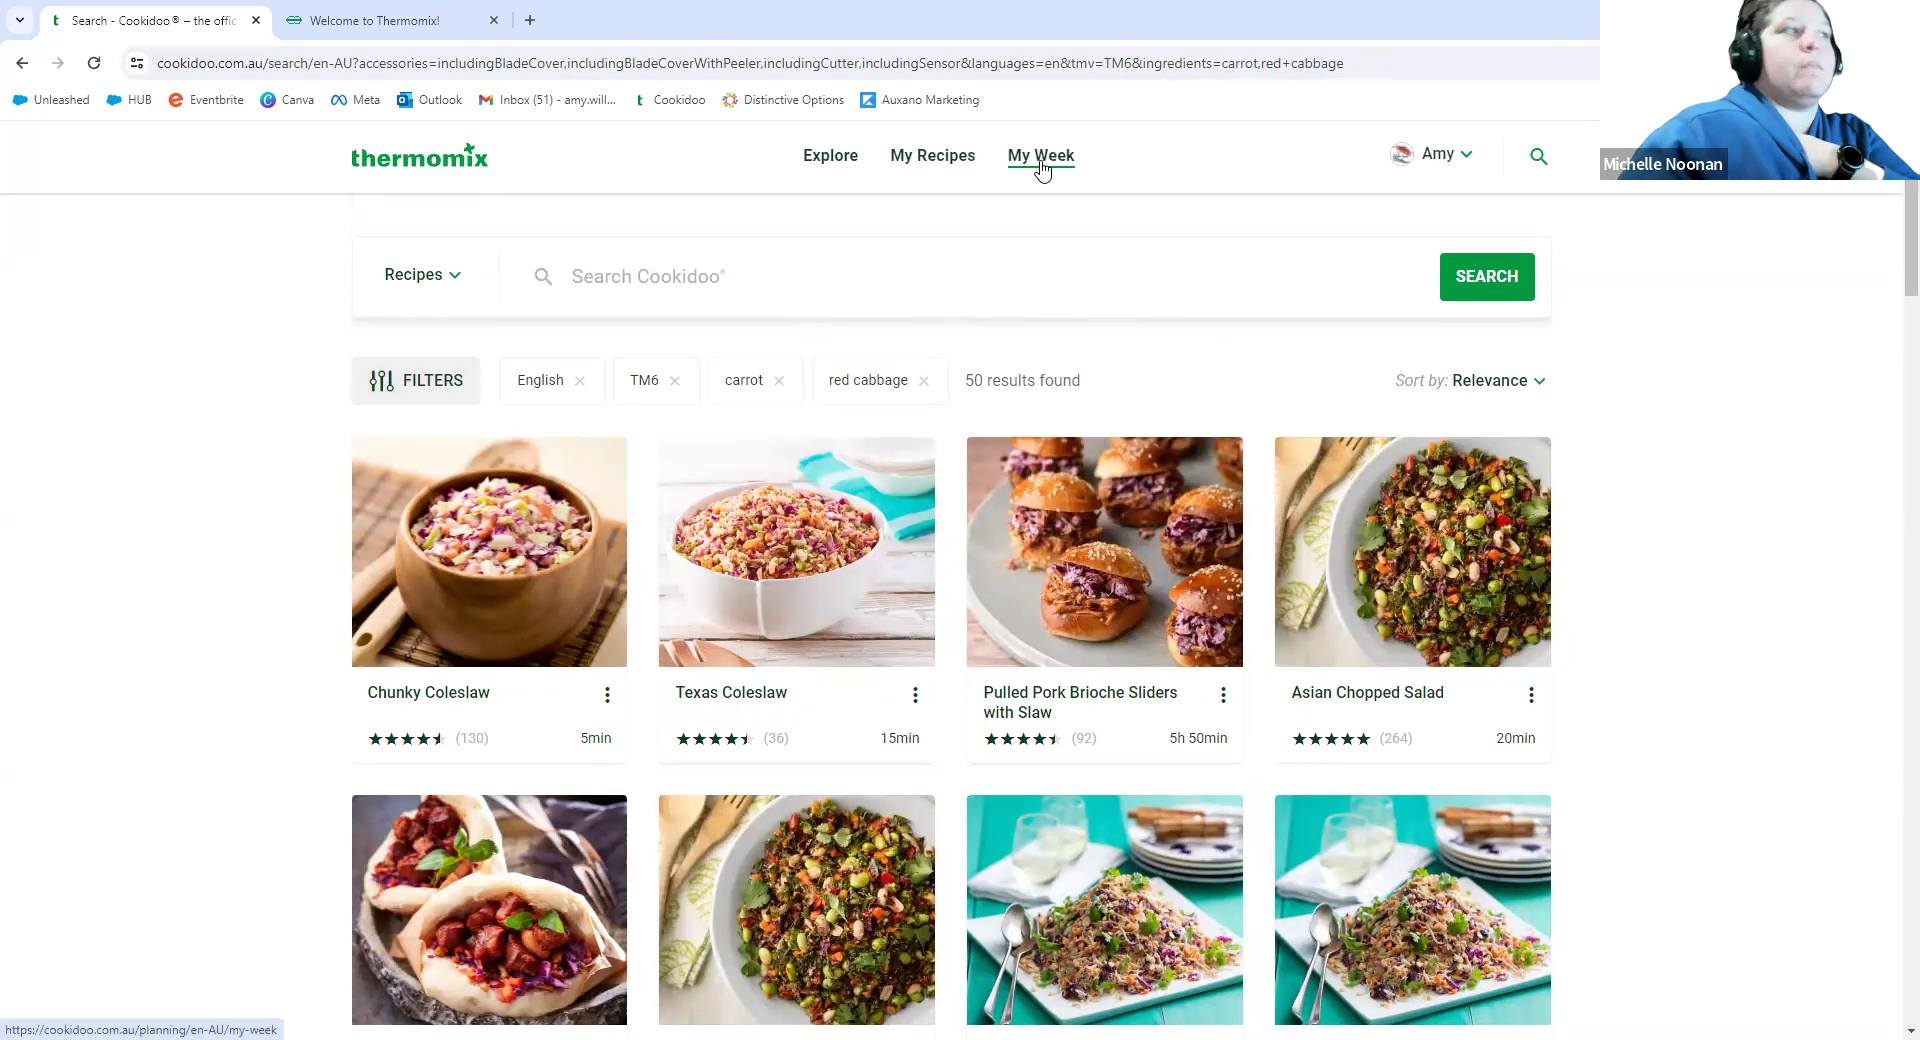 Search - Cookidoo® – the offic
Welcome to Thermomix!
cookidoo.com.au/search/en-AU?accessories=includingBladeCover,includingBladeCoverWithPeeler,includingCutter,includingSensor&languages=en&tmv=TM6&ingredients=carrot,red+cabbage
Unleashed HUB Eventbrite Canva Meta Outlook Inbox (51) - amy.will... Cookidoo Distinctive Options Auxano Marketing
thermomix Explore My Recipes My Week Amy
Michelle Noonan
Recipes Search Cookidoo® SEARCH
FILTERS English TM6 carrot red cabbage 50 results found Sort by: Relevance
Chunky Coleslaw
(130) 5min
Texas Coleslaw
(36) 15min
Pulled Pork Brioche Sliders
with Slaw
(92) 5h 50min
Asian Chopped Salad
(264) 20min
https://cookidoo.com.au/planning/en-AU/my-week